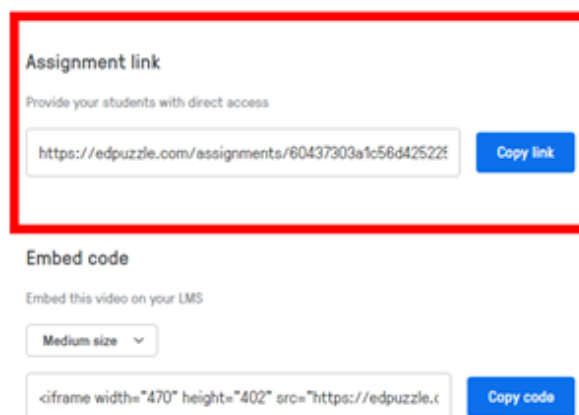 Assignment link
Provide your students with direct access
https://edpuzzle.com/assignments/60437303a1c56d425225
Copy link
Embed code
Embed this video on your LMS
Medium size
<iframe width="470" height="402" src="https://edpuzzle.c
Copy code